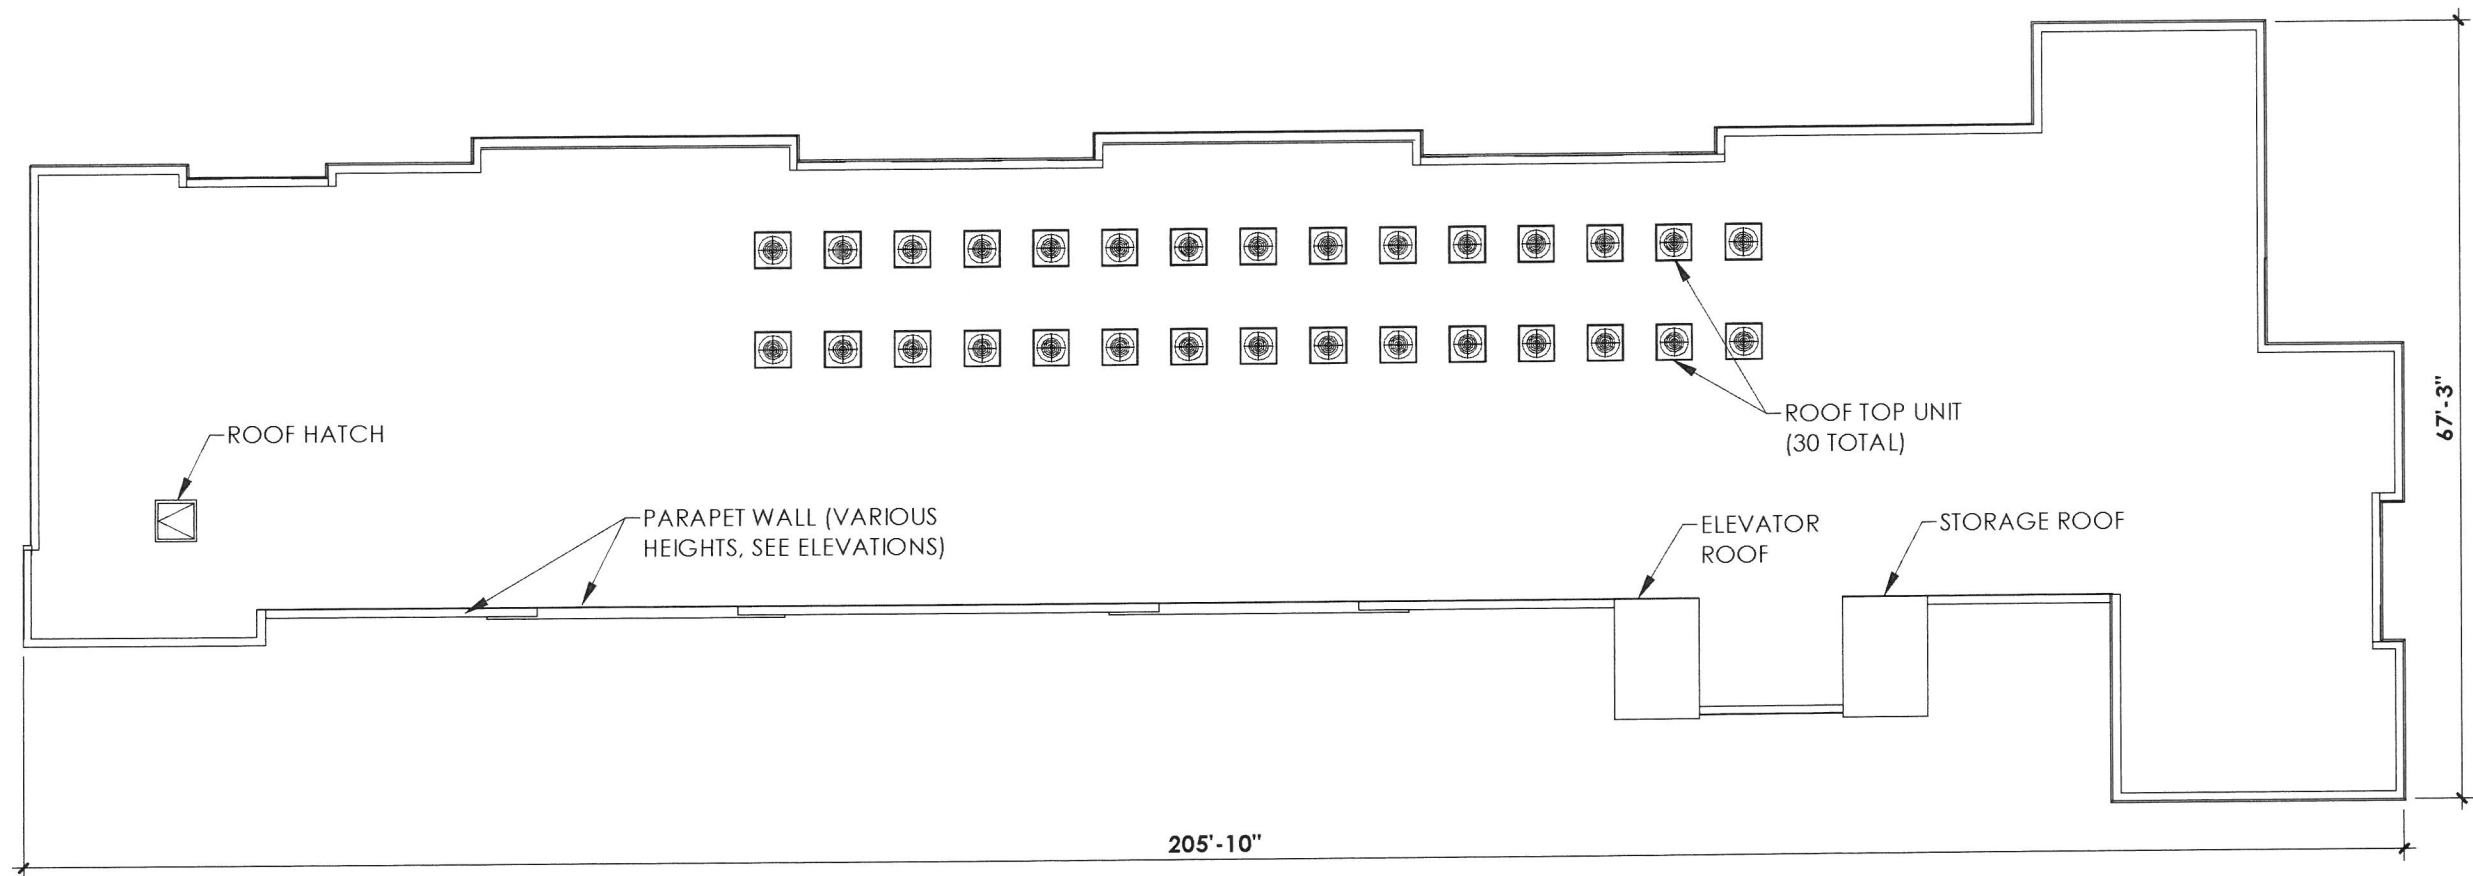 67'-3"
ROOF TOP UNIT
(30 TOTAL)
ROOF HATCH
PARAPET WALL (VARIOUS
HEIGHTS, SEE ELEVATIONS)
ELEVATOR
ROOF
STORAGE ROOF
205'-10"